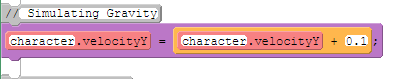 // Simulating Gravity
character.velocityY = character.velocityY + 0.1;